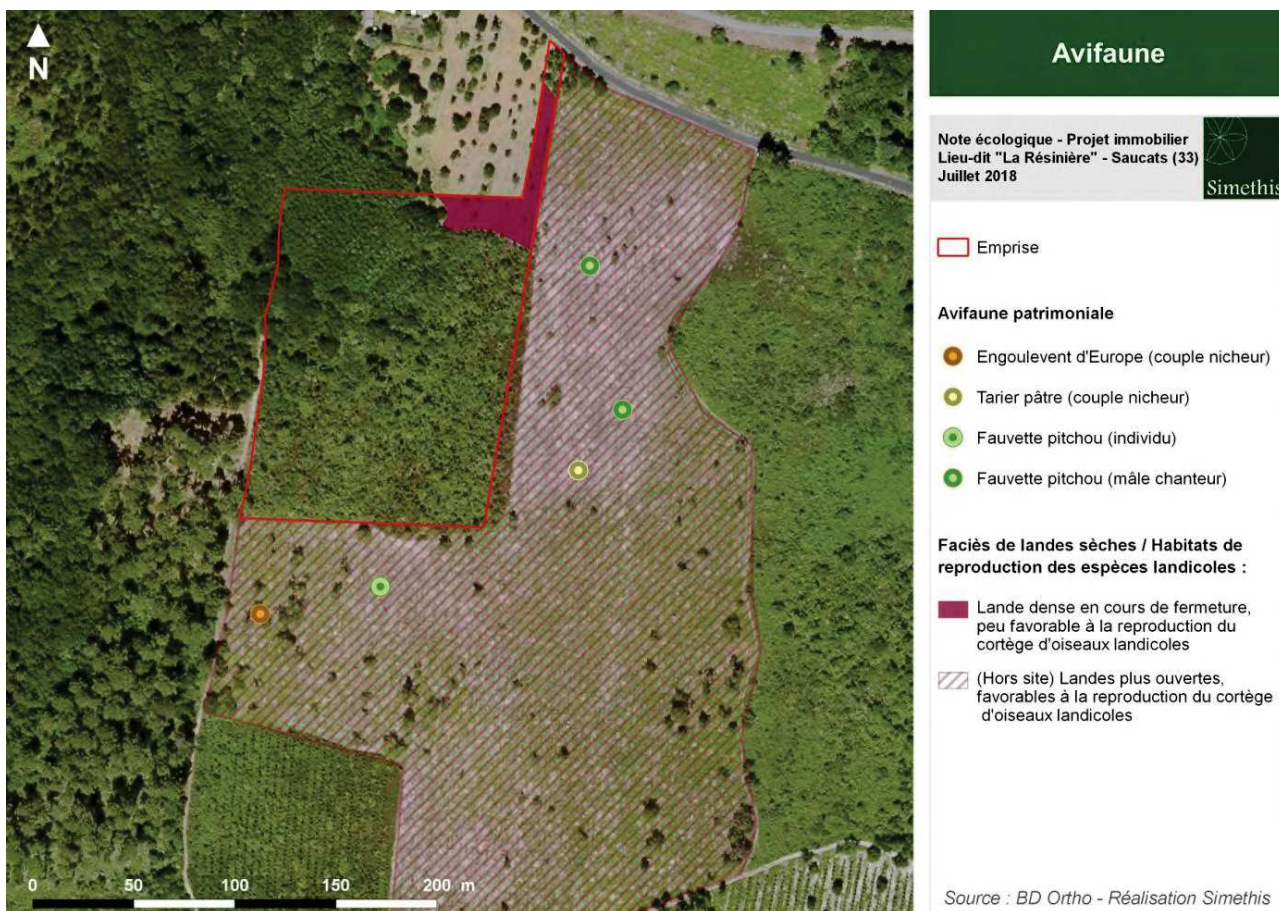 N
0 50 100 150 200 m
Avifaune
Note écologique - Projet immobilier
Lieu-dit "La Résinière" - Saucats (33)
Juillet 2018
Simethis
Emprise
Avifaune patrimoniale
Engoulevent d'Europe (couple nicheur)
Tarier pâtre (couple nicheur)
Fauvette pitchou (individu)
Fauvette pitchou (mâle chanteur)
Faciès de landes sèches / Habitats de
reproduction des espèces landicoles :
Lande dense en cours de fermeture,
peu favorable à la reproduction du
cortège d'oiseaux landicoles
(Hors site) Landes plus ouvertes,
favorables à la reproduction du cortège
d'oiseaux landicoles
Source : BD Ortho - Réalisation Simethis